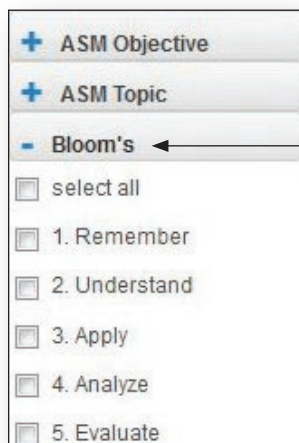 + ASM Objective
+ ASM Topic
- Bloom's
select all
1. Remember
2. Understand
3. Apply
4. Analyze
5. Evaluate